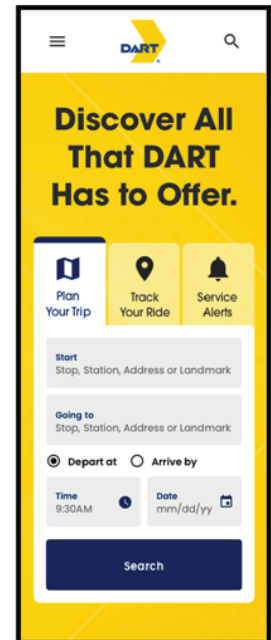 DART
Discover All
That DART
Has to Offer.
Plan
Your Trip
Track
Your Ride
Service
Alerts
Start
Stop, Station, Address or Landmark
Going to
Stop, Station, Address or Landmark
Depart at Arrive by
Time
9:30AM
Date
mm/dd/yy
Search